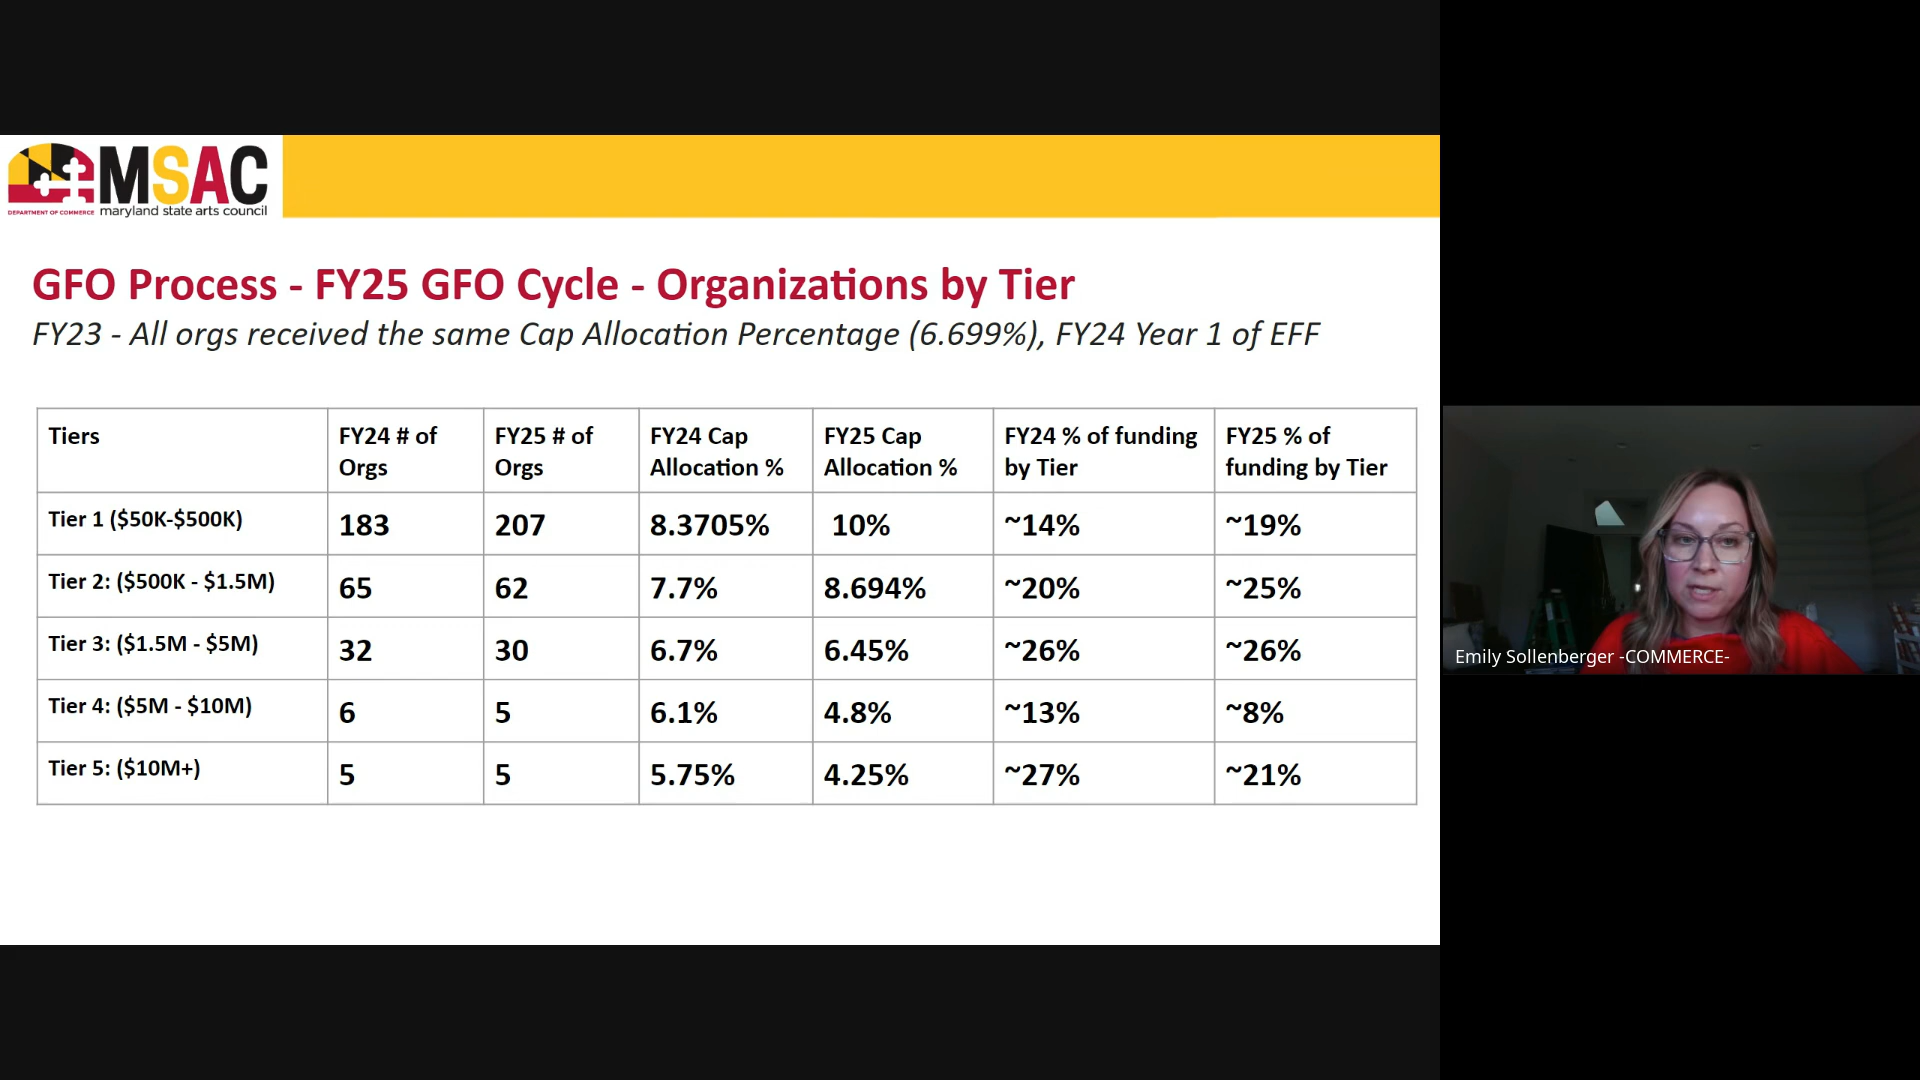 MSAC
DEPARTMENT OF COMMERCE maryland state arts council
GFO Process - FY25 GFO Cycle - Organizations by Tier
FY23 - All orgs received the same Cap Allocation Percentage (6.699%), FY24 Year 1 of EFF
Tiers
FY24 # of
Orgs
FY25 # of
Orgs
FY24 Cap
Allocation %
FY25 Cap
Allocation %
FY24 % of funding
by Tier
FY25 % of
funding by Tier
Tier 1 ($50K-$500K) 183 207 8.3705% 10% ~14% ~19%
Tier 2: ($500K - $1.5M) 65 62 7.7% 8.694% ~20% ~25%
Tier 3: ($1.5M - $5M) 32 30 6.7% 6.45% ~26% ~26%
Tier 4: ($5M - $10M) 6 5 6.1% 4.8% ~13% ~8%
Tier 5: ($10M+) 5 5 5.75% 4.25% ~27% ~21%
Emily Sollenberger -COMMERCE-